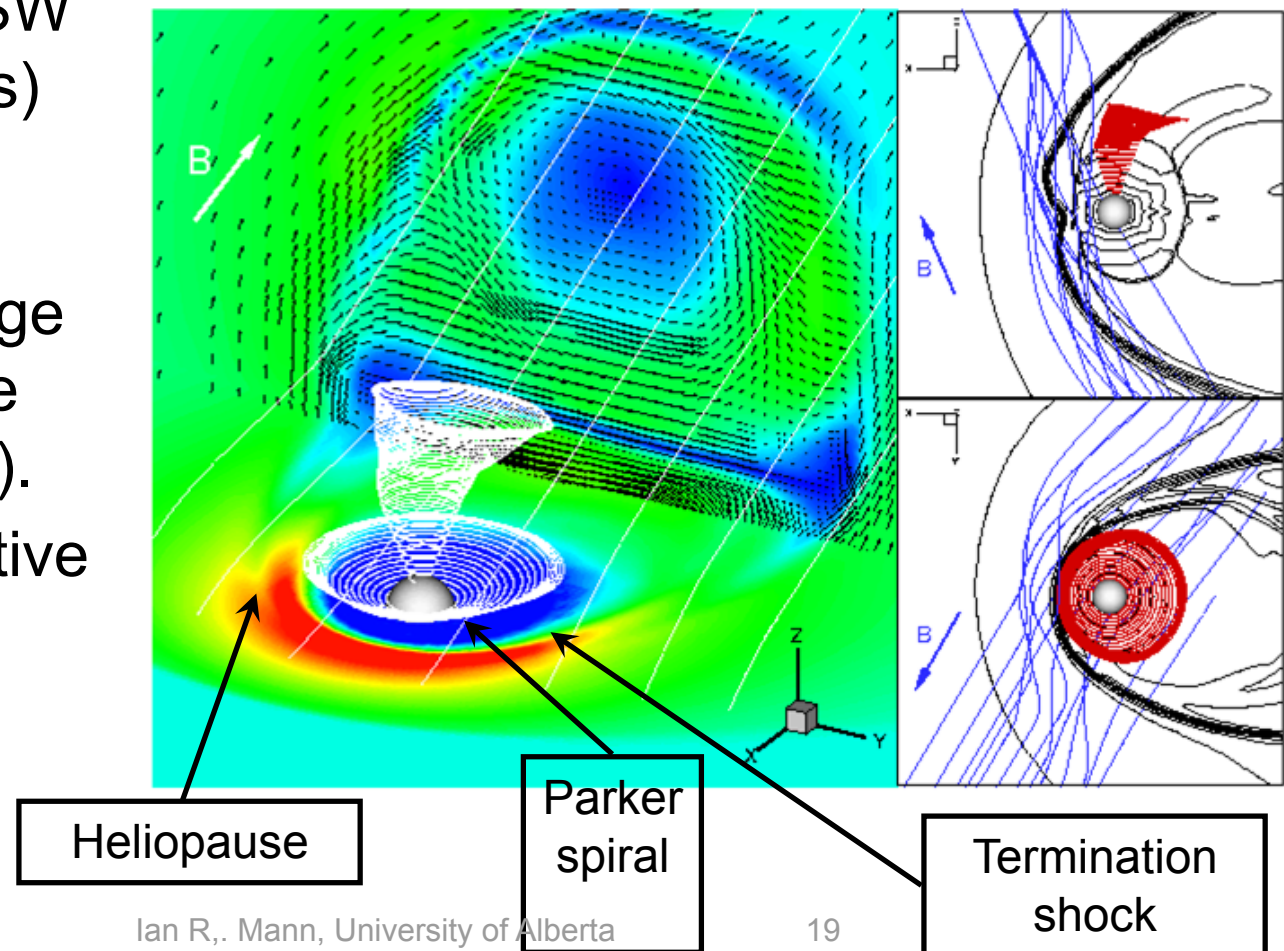 SW
s)
ge
e
).
tive
B
Z
Y
X
B
B
Heliopause
Parker
spiral
Termination
shock
Ian R,. Mann, University of Alberta
19